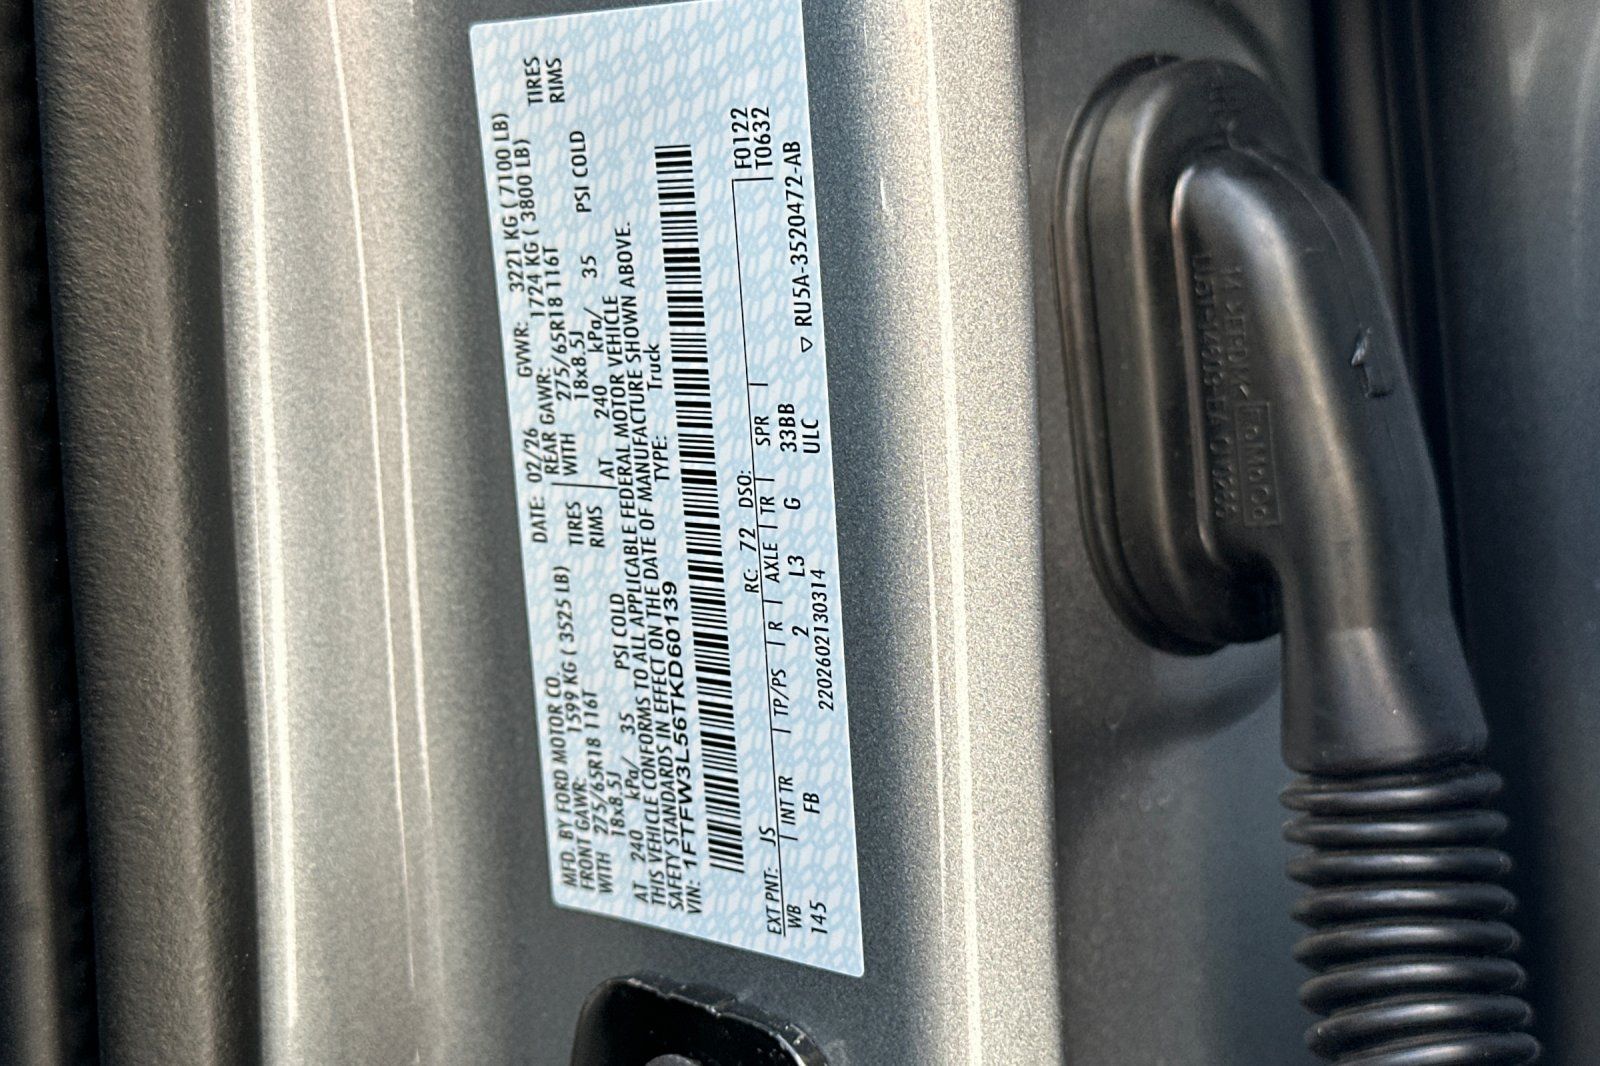 MFD. BY FORD MOTOR CO.
DATE: 02/26
GVWR: 3221 KG ( 7100 LB)
FRONT GAWR: 1599 KG ( 3525 LB)
REAR GAWR: 1724 KG ( 3800 LB)
WITH 275/65R18 116T TIRES
WITH 275/65R18 116T TIRES
18x8.5J RIMS
18x8.5J RIMS
AT 240 kPa/ 35 PSI COLD
AT 240 kPa/ 35 PSI COLD
THIS VEHICLE CONFORMS TO ALL APPLICABLE FEDERAL MOTOR VEHICLE
SAFETY STANDARDS IN EFFECT ON THE DATE OF MANUFACTURE SHOWN ABOVE.
VIN: 1FTFW3L56TKD60139
TYPE: Truck
F0122
T0632
EXT PNT: JS RC: 72 DSO:
WB INT TR TP/PS R AXLE TR SPR
145 FB 2 L3 G 33BB
▽ RU5A-3520472-AB
220260213O314 ULC